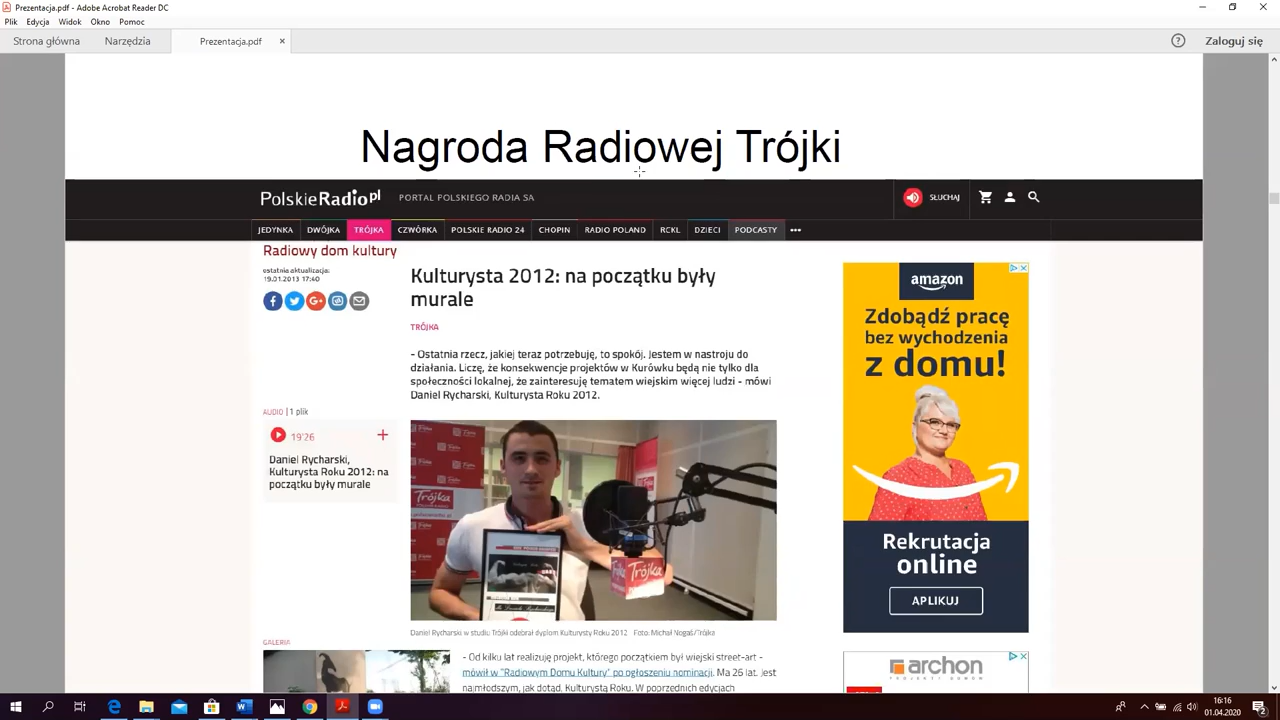 Prezentacja.pdf - Adobe Acrobat Reader DC
Plik Edycja Widok Okno Pomoc
Strona główna Narzędzia Prezentacja.pdf × Zaloguj się
Nagroda Radiowej Trójki
PolskieRadio.pl PORTAL POLSKIEGO RADIA SA SŁUCHAJ
JEDYNKA DWÓJKA TRÓJKA CZWÓRKA POLSKIE RADIO 24 CHOPIN RADIO POLAND RCKL DZIECI PODCASTY •••
Radiowy dom kultury
ostatnia aktualizacja:
19.01.2013 17:40
Kulturysta 2012: na początku były
murale
TRÓJKA
- Ostatnia rzecz, jakiej teraz potrzebuję, to spokój. Jestem w nastroju do
działania. Liczę, że konsekwencje projektów w Kurówku będą nie tylko dla
społeczności lokalnej, że zainteresuję tematem wiejskim więcej ludzi - mówi
Daniel Rycharski, Kulturysta Roku 2012.
AUDIO | 1 plik
19'26 +
Daniel Rycharski,
Kulturysta Roku 2012: na
początku były murale
Trójka
Trójka
Daniel Rycharski w studiu Trójki odebrał dyplom Kulturysty Roku 2012 Foto: Michał Nogaś/Trójka
GALERIA
- Od kilku lat realizuję projekt, którego początkiem był wiejski street-art -
mówił w "Radiowym Domu Kultury" po ogłoszeniu nominacji. Ma 26 lat. Jest
najmłodszym, jak dotąd, Kulturystą Roku. W poprzednich edycjach
amazon
Zdobądź pracę
bez wychodzenia
z domu!
Rekrutacja
online
APLIKUJ
archon
PROJEKTY DOMÓW
16:16
01.04.2020
2